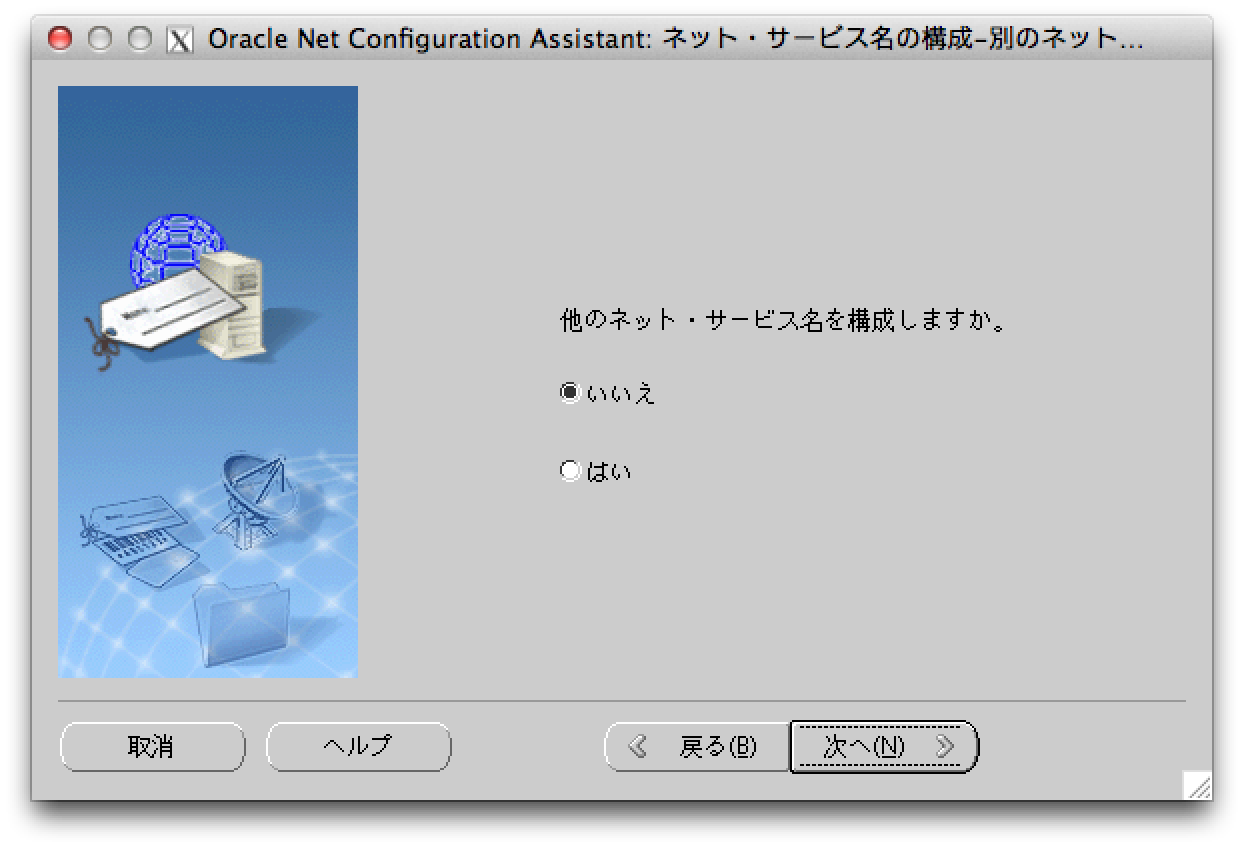 Oracle Net Configuration Assistant: ネット・サービス名の構成-別のネット...
他のネット・サービス名を構成しますか。
いいえ
はい
取消
ヘルプ
戻る(B)
次へ(N)